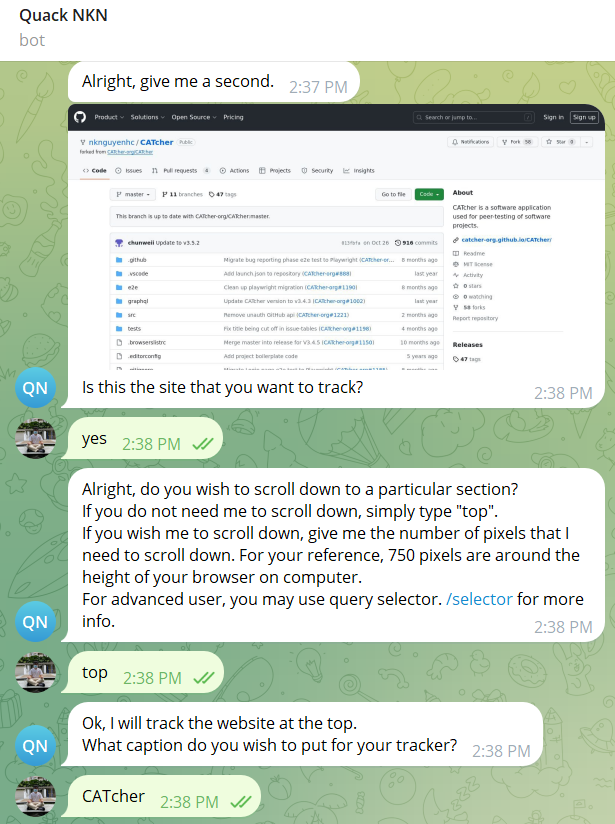 Quack NKN
bot
Alright, give me a second. 2:37 PM
Product Solutions Open Source Pricing Search or jump to... / Sign in Sign up
nknguyenhc / CATcher Public
forked from CATcher-org/CATcher
Notifications Fork 58 Star 0
Code Issues Pull requests 4 Actions Projects Security Insights
master 11 branches 47 tags Go to file Code
This branch is up to date with CATcher-org/CATcher:master.
chunweii Update to v3.5.2 on Oct 26 916 commits
.github Migrate bug reporting phase e2e test to Playwright (CATcher-or... 8 months ago
.vscode Add launch.json to repository (CATcher-org#888) last year
e2e Clean up playwright migration (CATcher-org#1190) 8 months ago
graphql Update CATcher version to v3.4.3 (CATcher-org#1002) last year
src Remove unauth GitHub api (CATcher-org#1221) 2 months ago
tests Fix title being cut off in issue-tables (CATcher-org#1198) 4 months ago
.browserslistrc Merge master into release for V3.4.5 (CATcher-org#1150) 10 months ago
.editorconfig Add project boilerplate code 5 years ago
About
CATcher is a software application
used for peer-testing of software
projects.
catcher-org.github.io/CATcher/
Readme
MIT license
Activity
0 stars
0 watching
58 forks
Report repository
Releases
47 tags
QN
Is this the site that you want to track? 2:38 PM
yes 2:38 PM
Alright, do you wish to scroll down to a particular section?
If you do not need me to scroll down, simply type "top".
If you wish me to scroll down, give me the number of pixels that I
need to scroll down. For your reference, 750 pixels are around the
height of your browser on computer.
For advanced user, you may use query selector. /selector for more
info. 2:38 PM
QN
top 2:38 PM
Ok, I will track the website at the top.
What caption do you wish to put for your tracker? 2:38 PM
QN
CATcher 2:38 PM